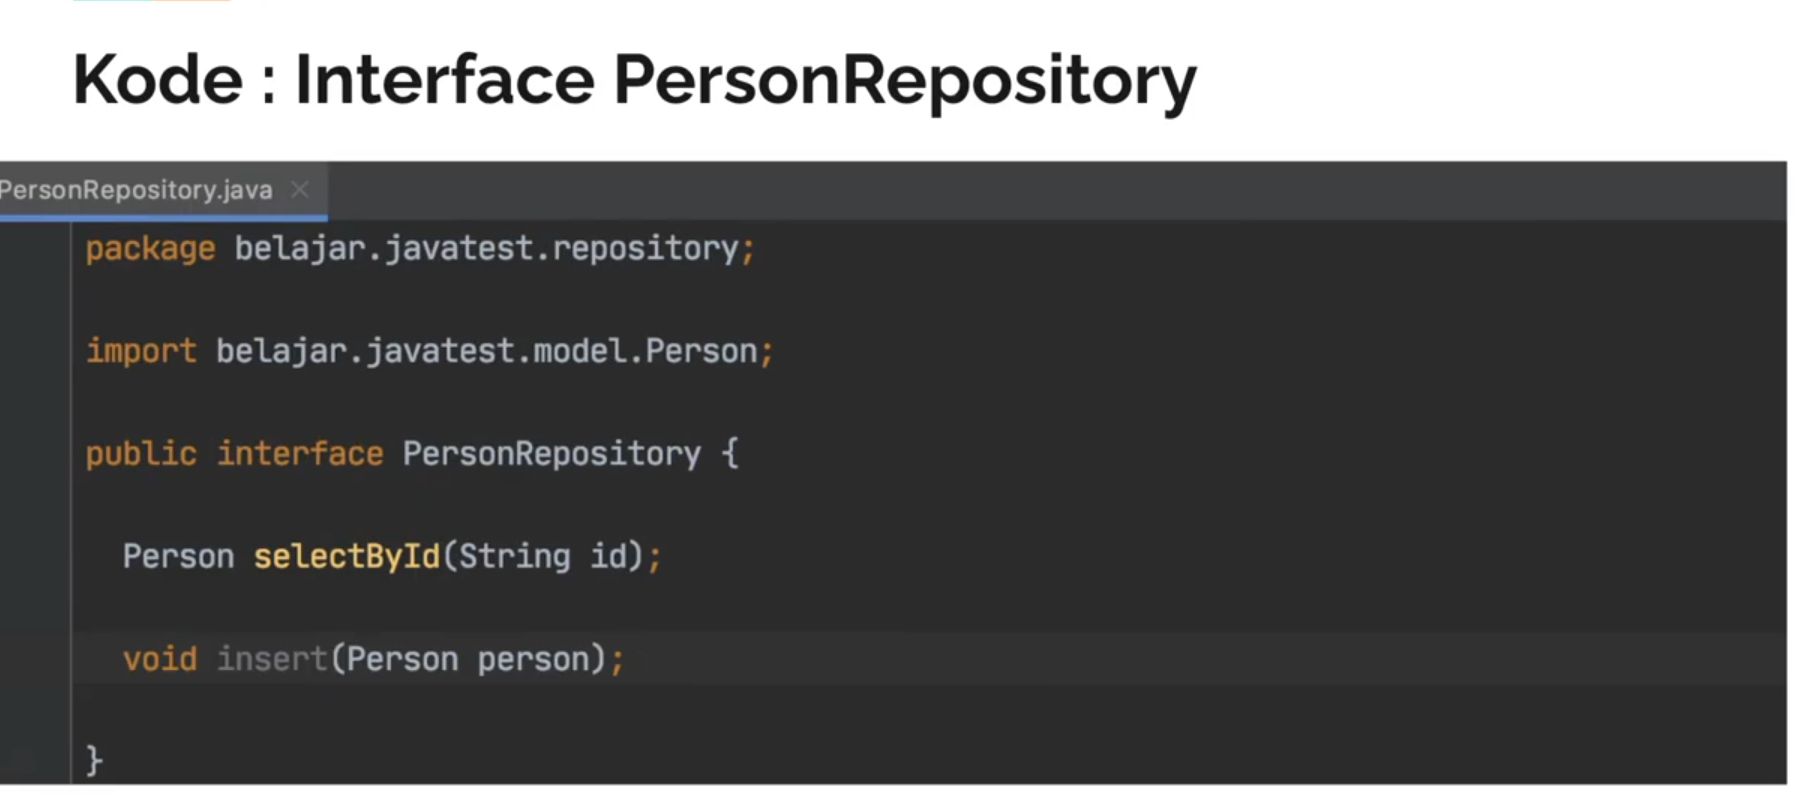 Kode : Interface PersonRepository
PersonRepository.java
package belajar.javatest.repository;
import belajar.javatest.model.Person;
public interface PersonRepository {
Person selectById(String id);
void insert(Person person);
}